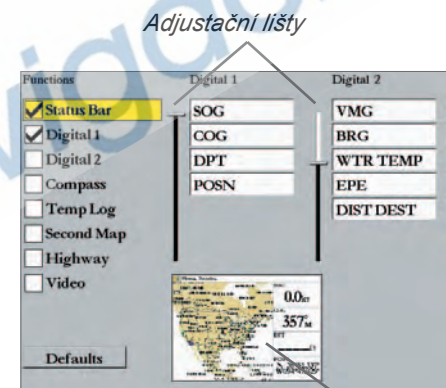 Adjustační lišty
Functions
Digital 1
Digital 2
Status Bar
Digital 1
Digital 2
Compass
Temp Log
Second Map
Highway
Video
Defaults
SOG
COG
DPT
POSN
VMG
BRG
WTR TEMP
EPE
DIST DEST
0.0
357°